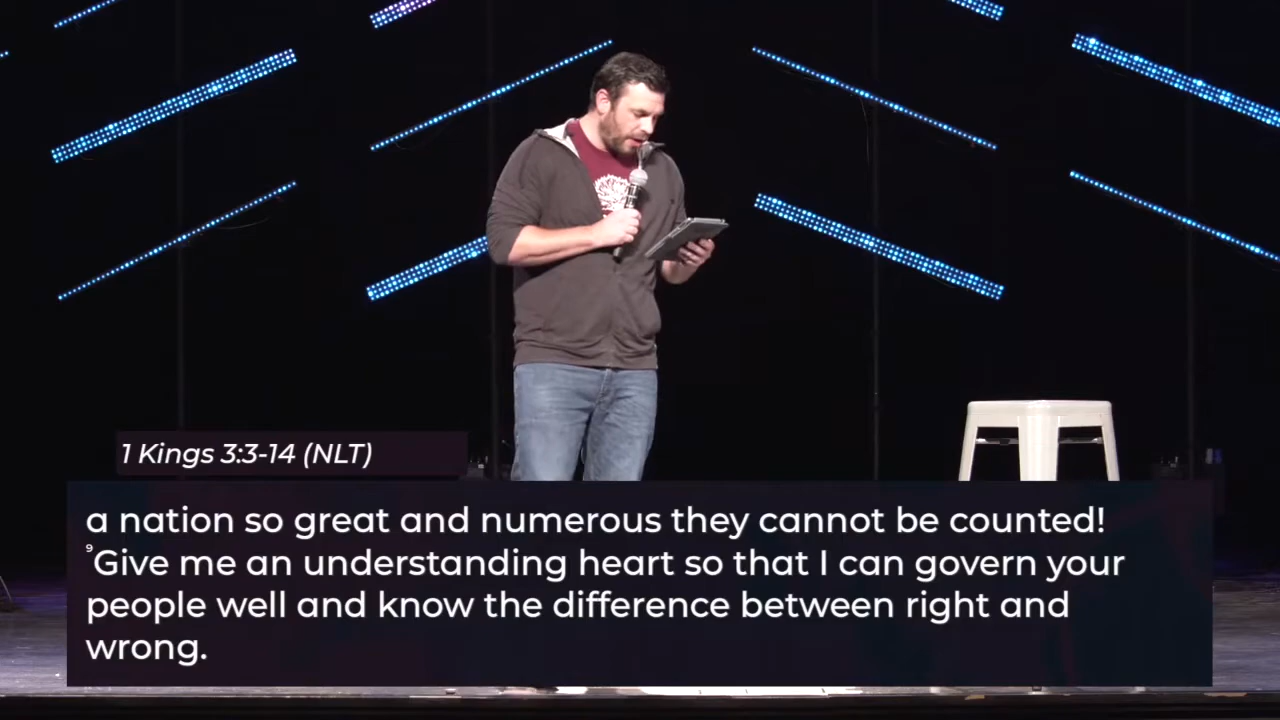 1 Kings 3:3-14 (NLT)
a nation so great and numerous they cannot be counted!
⁹Give me an understanding heart so that I can govern your
people well and know the difference between right and
wrong.